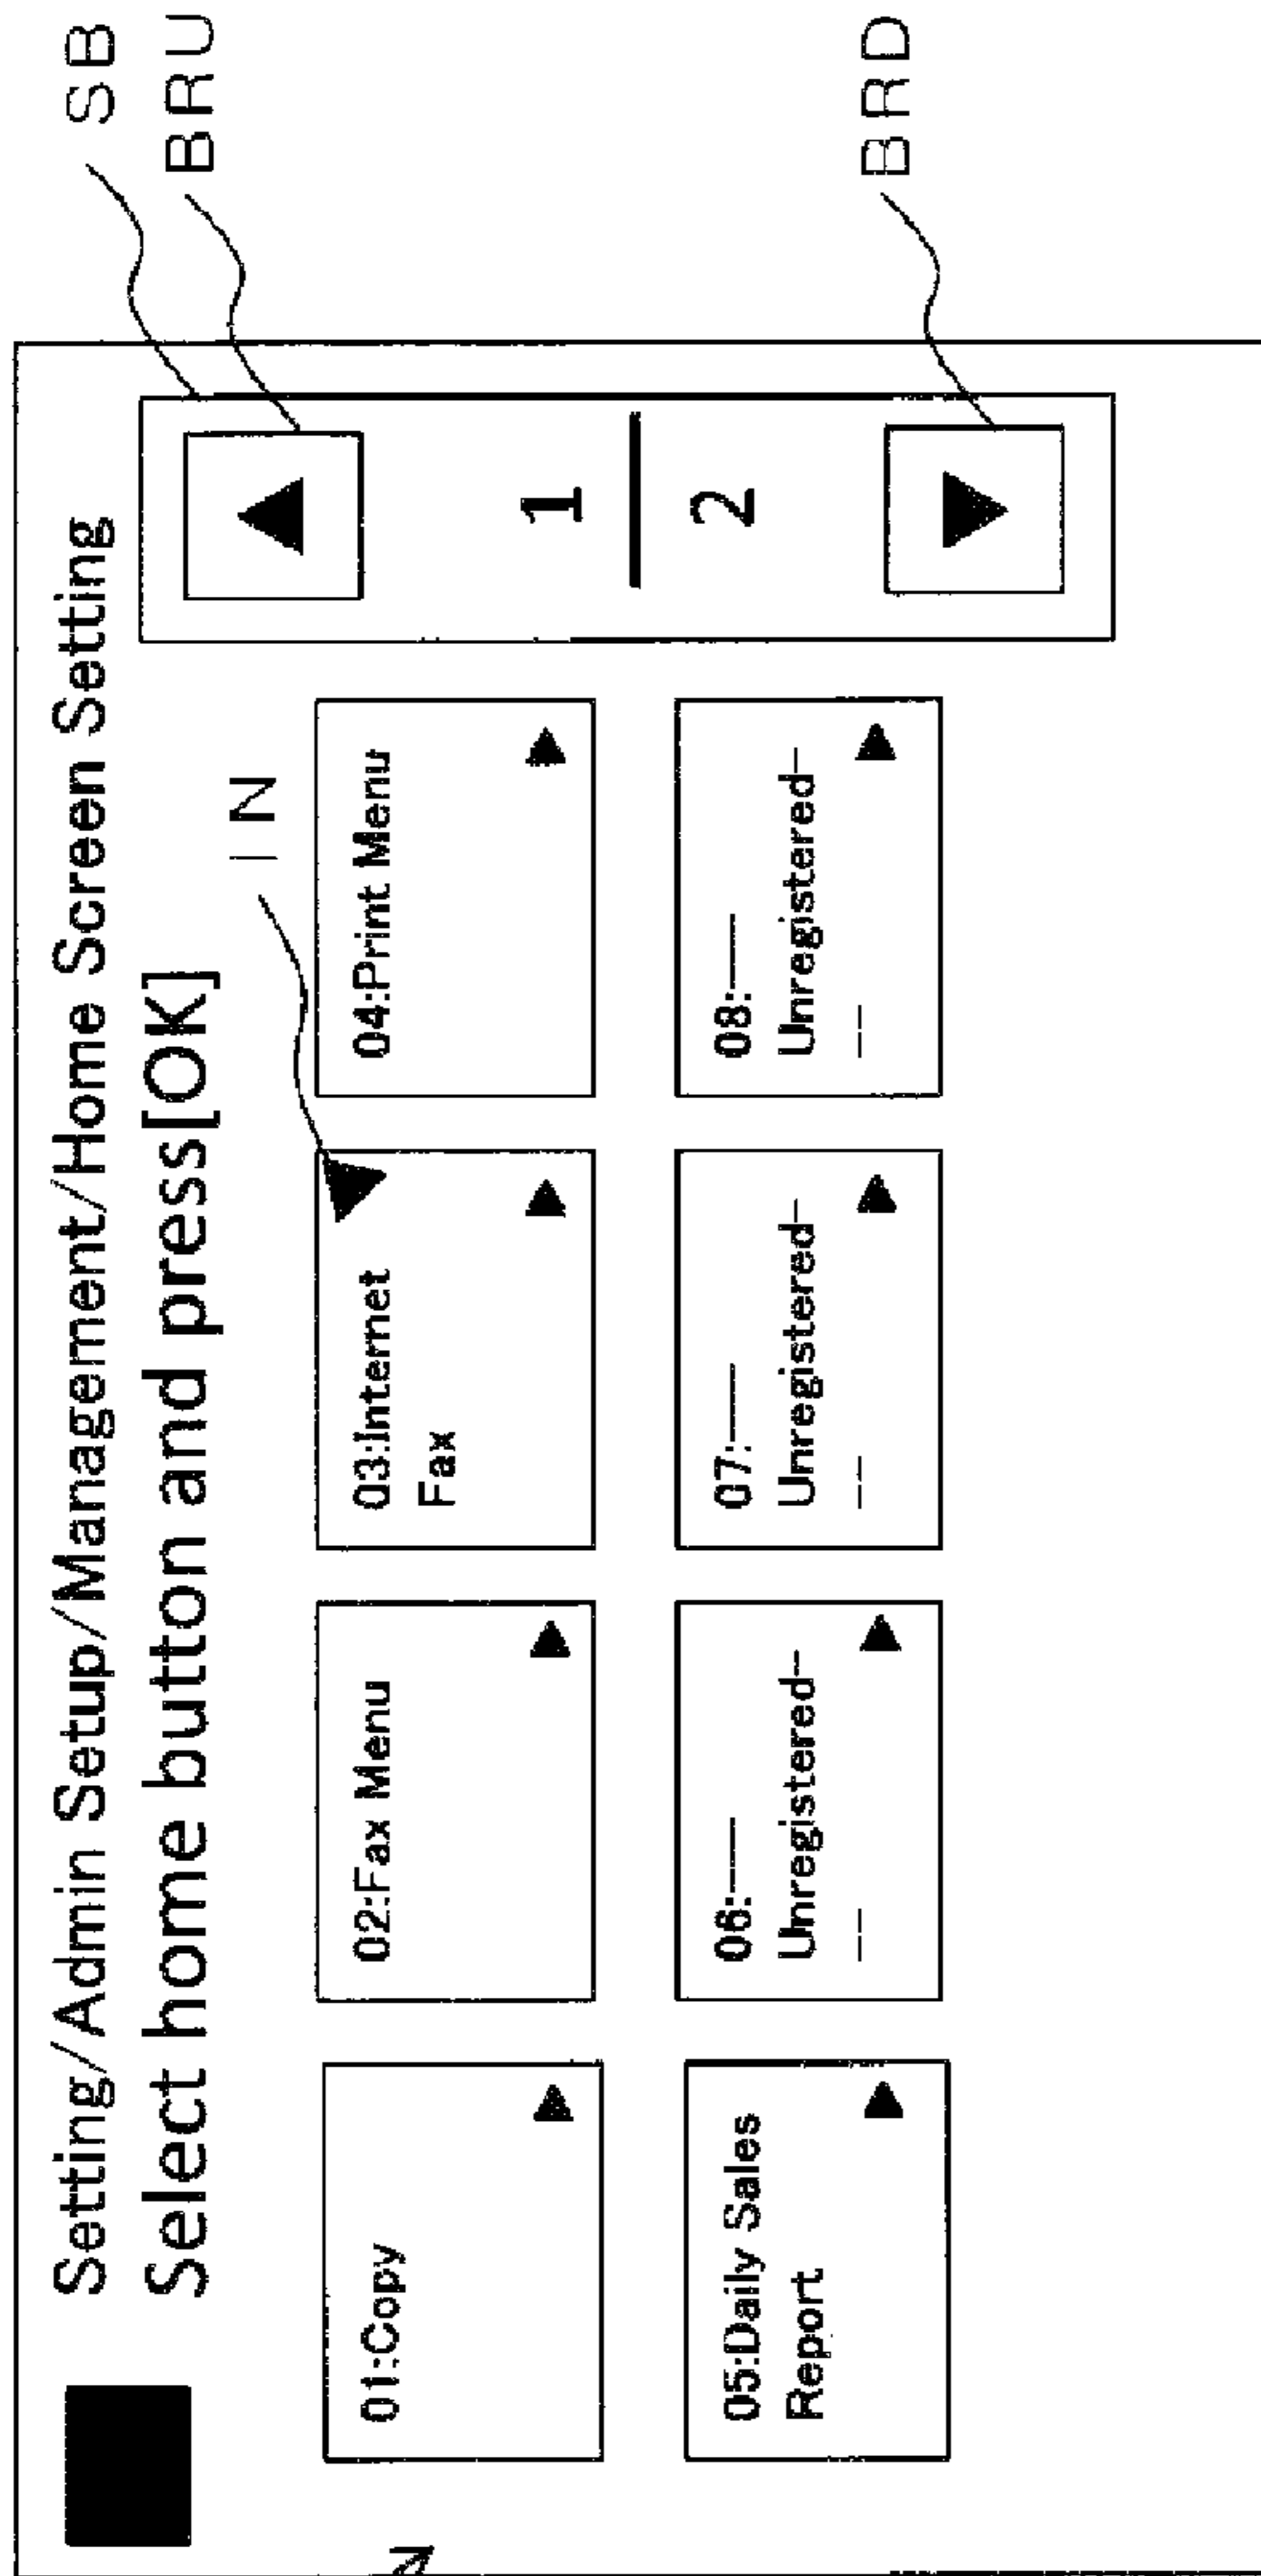 Setting/Admin Setup/Management/Home Screen Setting
Select home button and press[OK]
SB
BRU
IN
01:Copy
02:Fax Menu
03:Internet
Fax
04:Print Menu
1
2
05:Daily Sales
Report
06:----
Unregistered-
--
07:----
Unregistered-
--
08:----
Unregistered-
--
BRD